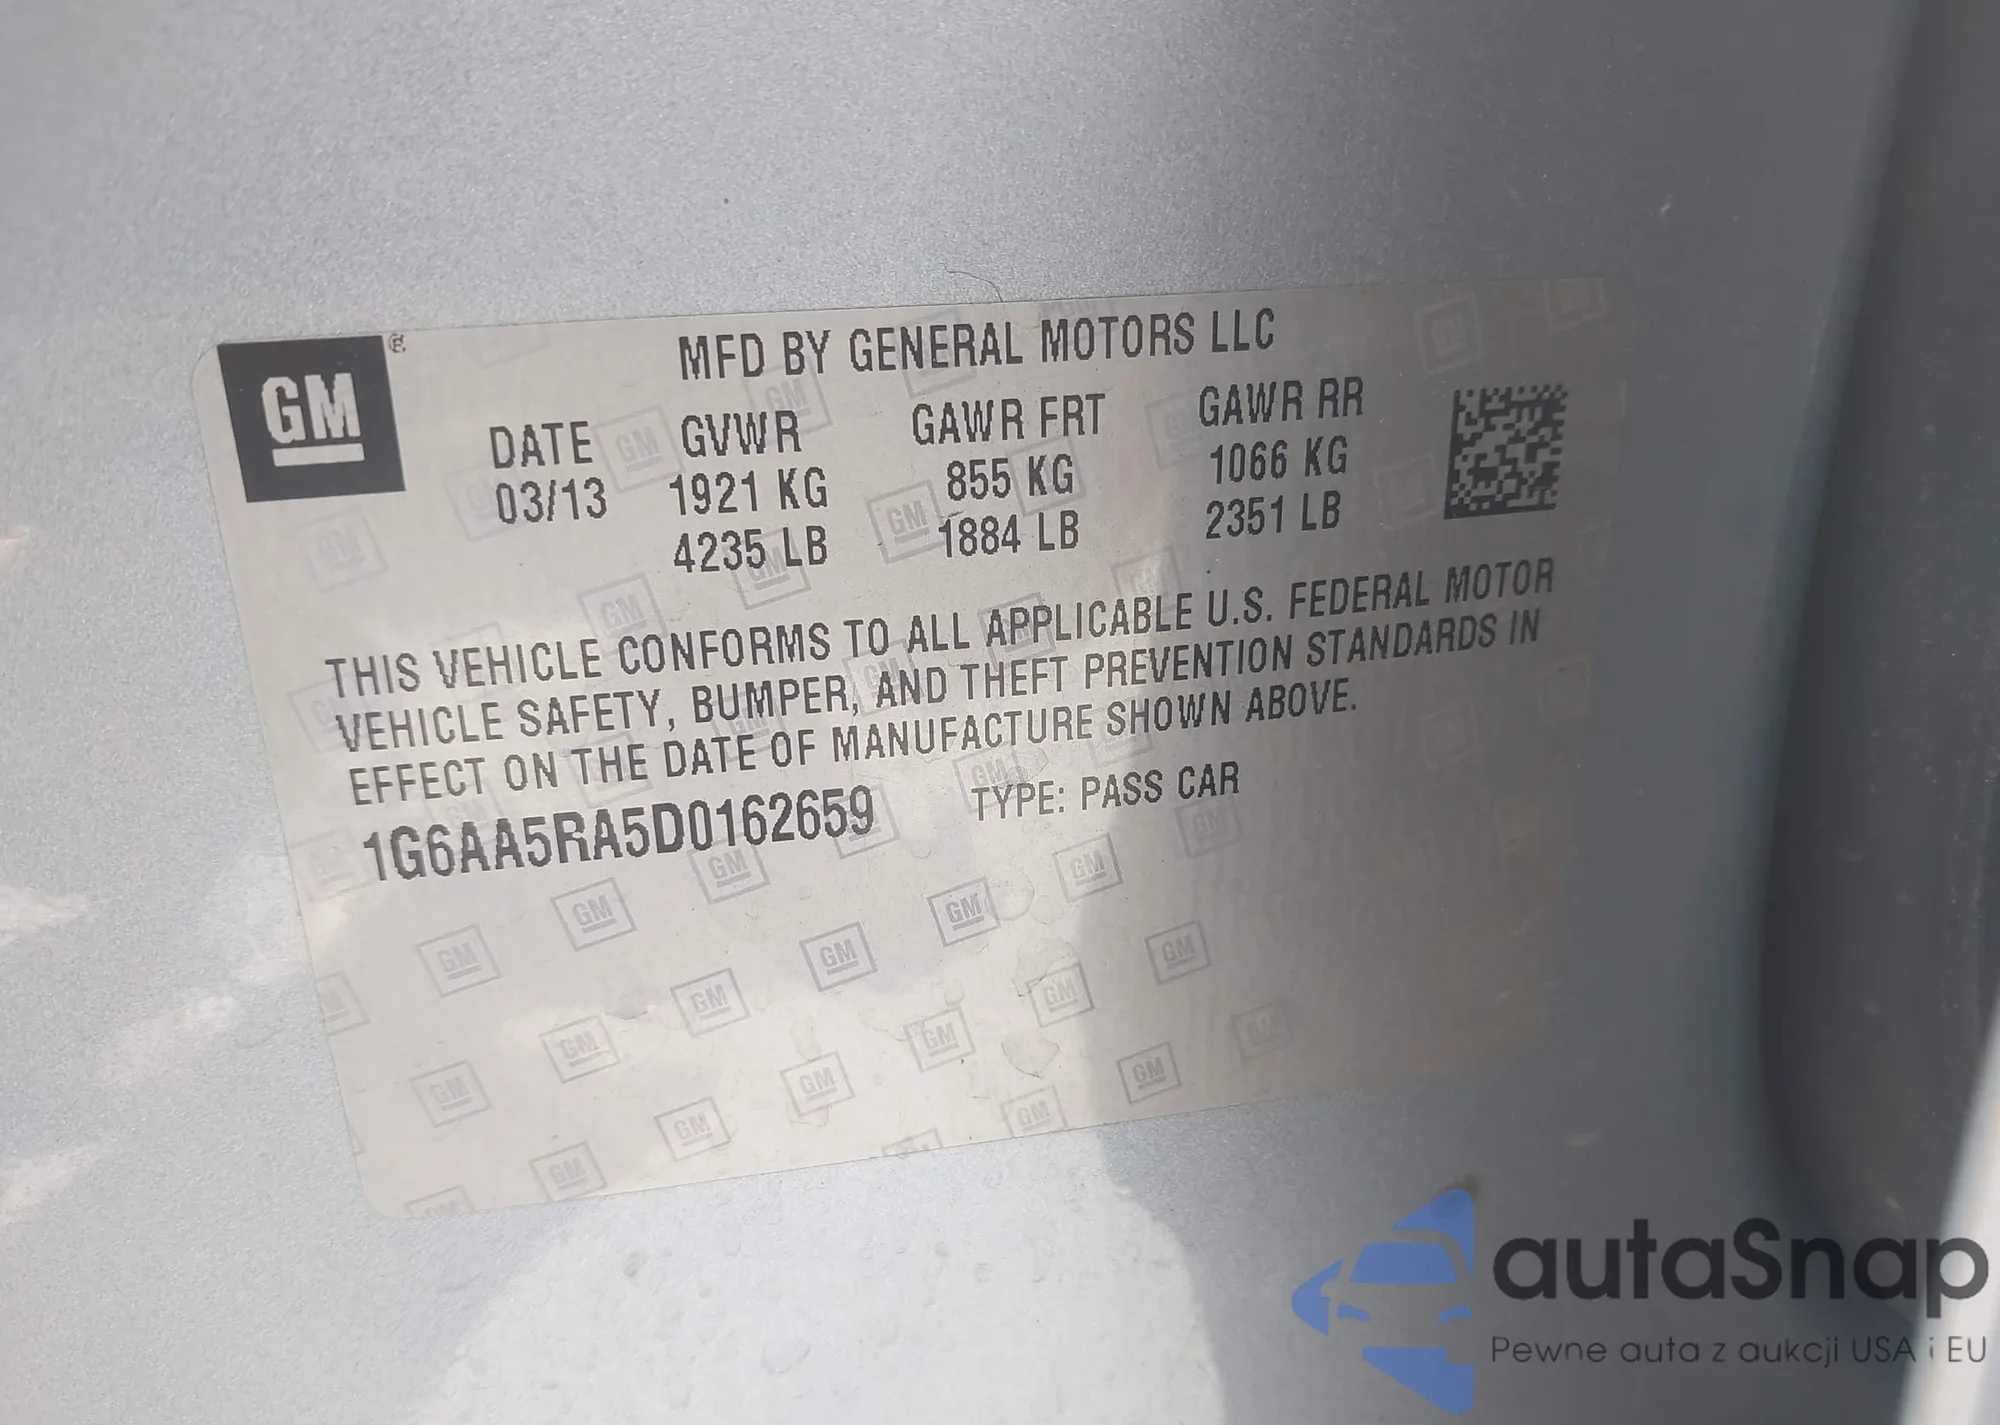 GM
MFD BY GENERAL MOTORS LLC
DATE GVWR GAWR FRT GAWR RR
03/13 1921 KG 855 KG 1066 KG
4235 LB 1884 LB 2351 LB
THIS VEHICLE CONFORMS TO ALL APPLICABLE U.S. FEDERAL MOTOR
VEHICLE SAFETY, BUMPER, AND THEFT PREVENTION STANDARDS IN
EFFECT ON THE DATE OF MANUFACTURE SHOWN ABOVE.
1G6AA5RA5D0162659 TYPE: PASS CAR
autaSnap
Pewne auta z aukcji USA i EU